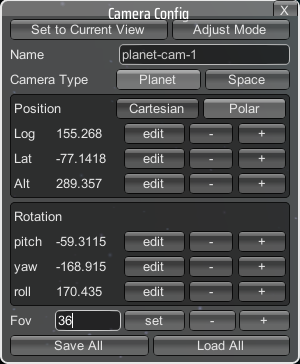 Camera Config X
Set to Current View Adjust Mode
Name planet-cam-1
Camera Type Planet Space
Position Cartesian Polar
Log 155.268 edit - +
Lat -77.1418 edit - +
Alt 289.357 edit - +
Rotation
pitch -59.3115 edit - +
yaw -168.915 edit - +
roll 170.435 edit - +
Fov 36 set - +
Save All Load All